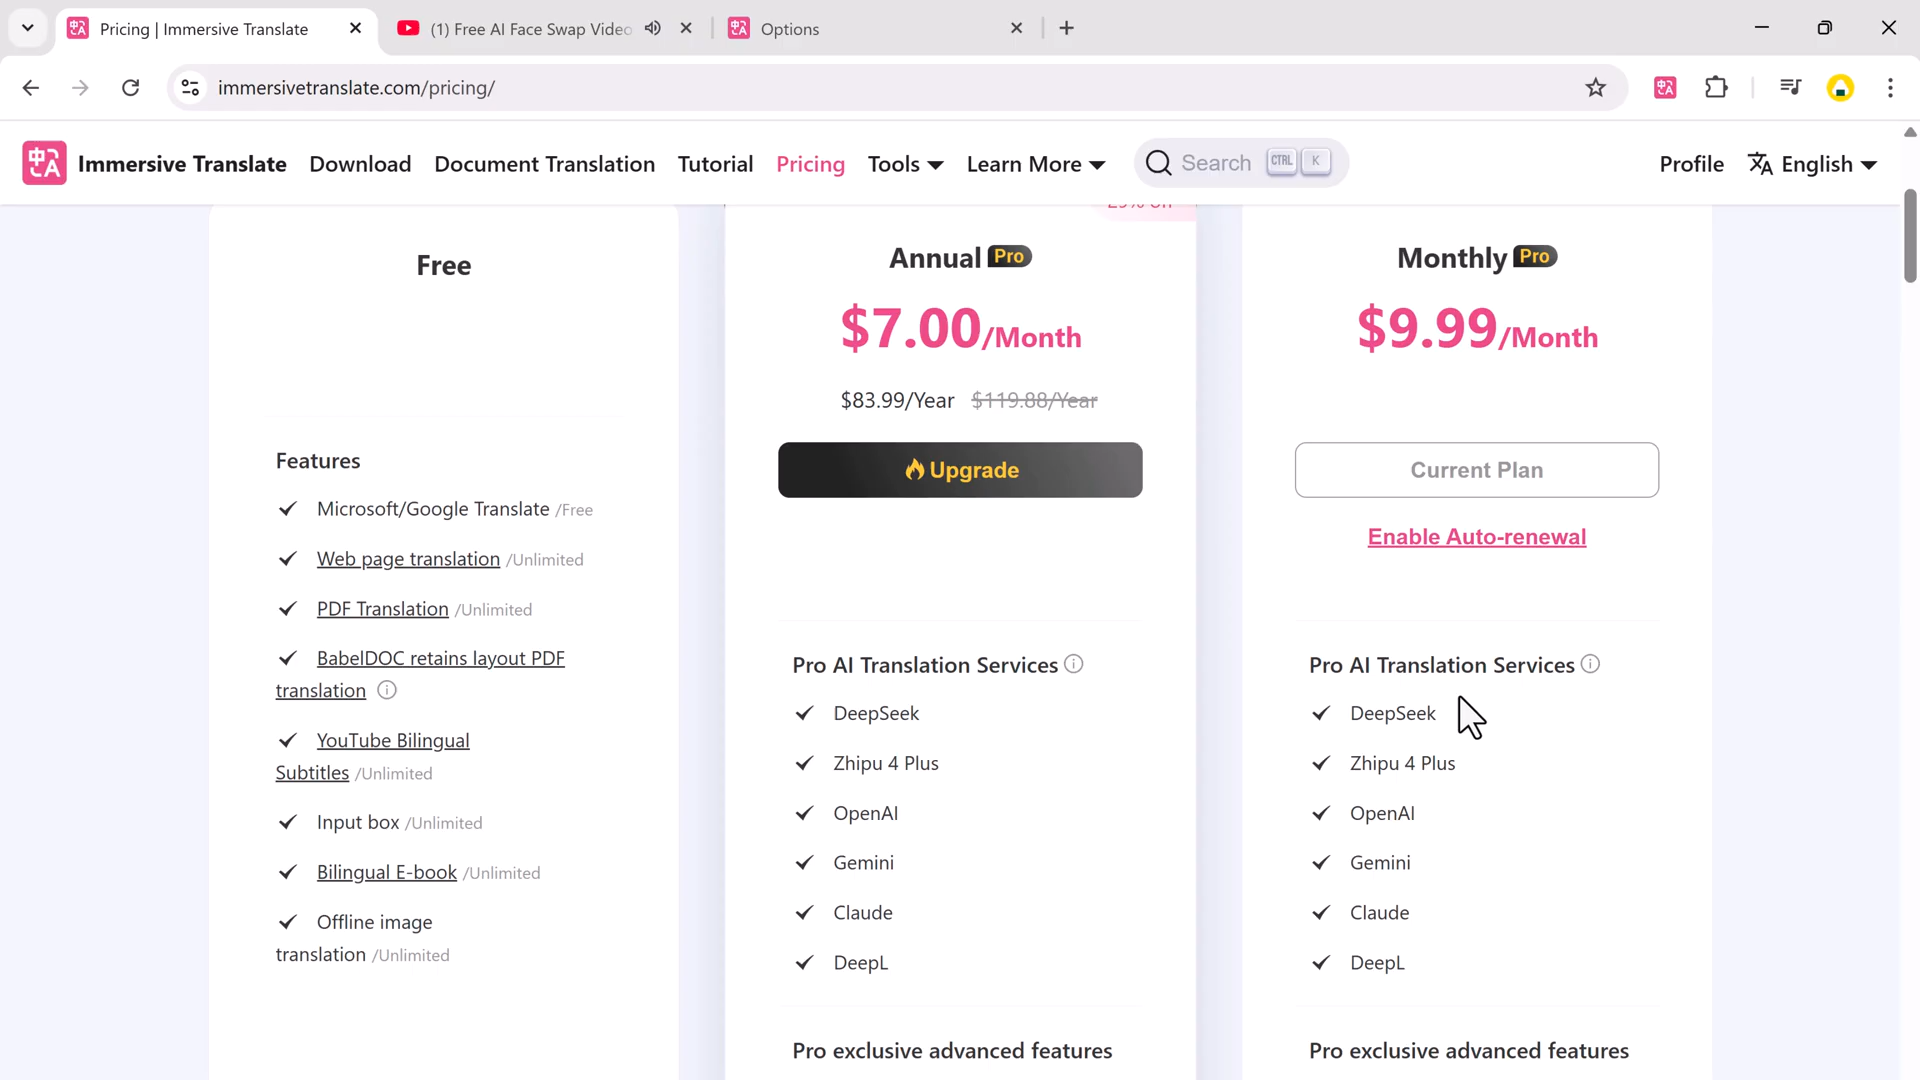 Pricing | Immersive Translate
(1) Free AI Face Swap Video
Options
immersivetranslate.com/pricing/
Immersive Translate
Download
Document Translation
Tutorial
Pricing
Tools
Learn More
Search
CTRL
K
Profile
English
Free
Features
Microsoft/Google Translate /Free
Web page translation /Unlimited
PDF Translation /Unlimited
BabelDOC retains layout PDF
translation
YouTube Bilingual
Subtitles /Unlimited
Input box /Unlimited
Bilingual E-book /Unlimited
Offline image
translation /Unlimited
Annual Pro
$7.00/Month
$83.99/Year $119.88/Year
Upgrade
Pro AI Translation Services
DeepSeek
Zhipu 4 Plus
OpenAI
Gemini
Claude
DeepL
Pro exclusive advanced features
Monthly Pro
$9.99/Month
Current Plan
Enable Auto-renewal
Pro AI Translation Services
DeepSeek
Zhipu 4 Plus
OpenAI
Gemini
Claude
DeepL
Pro exclusive advanced features